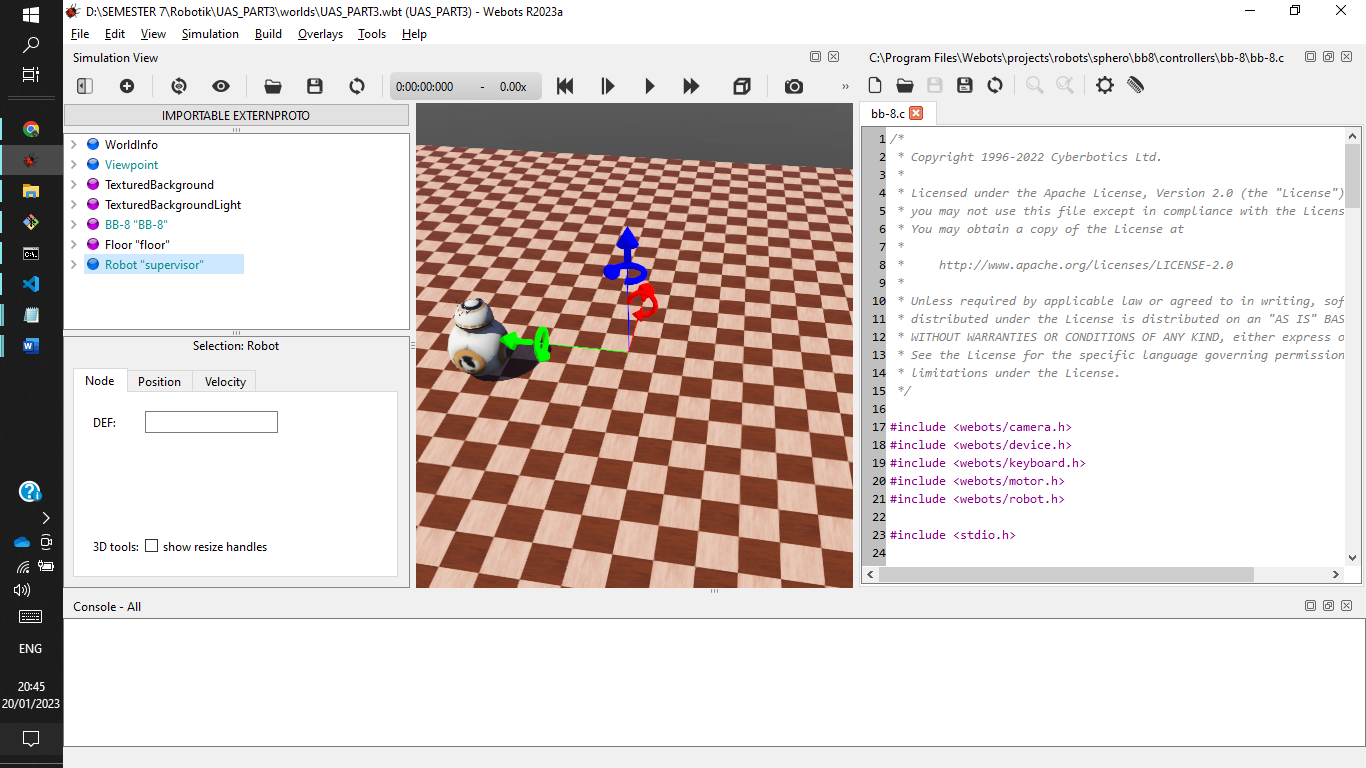 D:\SEMESTER 7\Robotik\UAS_PART3\worlds\UAS_PART3.wbt (UAS_PART3) - Webots R2023a
File Edit View Simulation Build Overlays Tools Help
Simulation View
0:00:00:000 - 0.00x
IMPORTABLE EXTERNPROTO
WorldInfo
Viewpoint
TexturedBackground
TexturedBackgroundLight
BB-8 "BB-8"
Floor "floor"
Robot "supervisor"
Selection: Robot
Node Position Velocity
DEF:
3D tools: show resize handles
C:\Program Files\Webots\projects\robots\sphero\bb8\controllers\bb-8\bb-8.c
bb-8.c
1 /*
2 * Copyright 1996-2022 Cyberbotics Ltd.
3 *
4 * Licensed under the Apache License, Version 2.0 (the "License")
5 * you may not use this file except in compliance with the Licens
6 * You may obtain a copy of the License at
7 *
8 * http://www.apache.org/licenses/LICENSE-2.0
9 *
10 * Unless required by applicable law or agreed to in writing, sof
11 * distributed under the License is distributed on an "AS IS" BAS
12 * WITHOUT WARRANTIES OR CONDITIONS OF ANY KIND, either express o
13 * See the License for the specific language governing permission
14 * limitations under the License.
15 */
16
17 #include <webots/camera.h>
18 #include <webots/device.h>
19 #include <webots/keyboard.h>
20 #include <webots/motor.h>
21 #include <webots/robot.h>
22
23 #include <stdio.h>
24
Console - All
ENG
20:45
20/01/2023